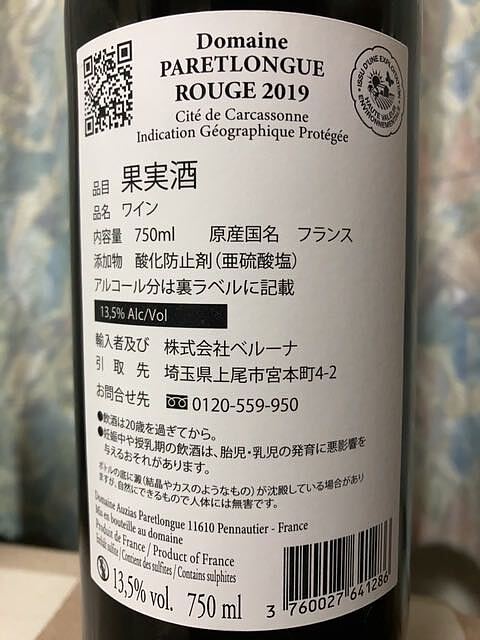 Domaine
PARETLONGUE
ROUGE 2019
Cité de Carcassonne
Indication Géographique Protégée
ISSU D'UNE EXPLOITATION
HAUTE VALEUR
ENVIRONNEMENTALE
品目 果実酒
品名 ワイン
内容量 750ml 原産国名 フランス
添加物 酸化防止剤(亜硫酸塩)
アルコール分は裏ラベルに記載
13,5% Alc/Vol
輸入者及び 株式会社ベルーナ
引取先 埼玉県上尾市宮本町4-2
お問合せ先 0120-559-950
●飲酒は20歳を過ぎてから。
●妊娠中や授乳期の飲酒は、胎児・乳児の発育に悪影響を
与えるおそれがあります。
ボトルの底に澱(結晶やカスのようなもの)が沈殿している場合があり
ますが、自然にできるもので人体には無害です。
Domaine Auzias Paretlongue 11610 Pennautier - France
Mis en bouteille au domaine
Produit de France / Product of France
Enthält sulfite / Contient des sulfites / Contains sulphites
13,5% vol. 750 ml
3 760027 641286